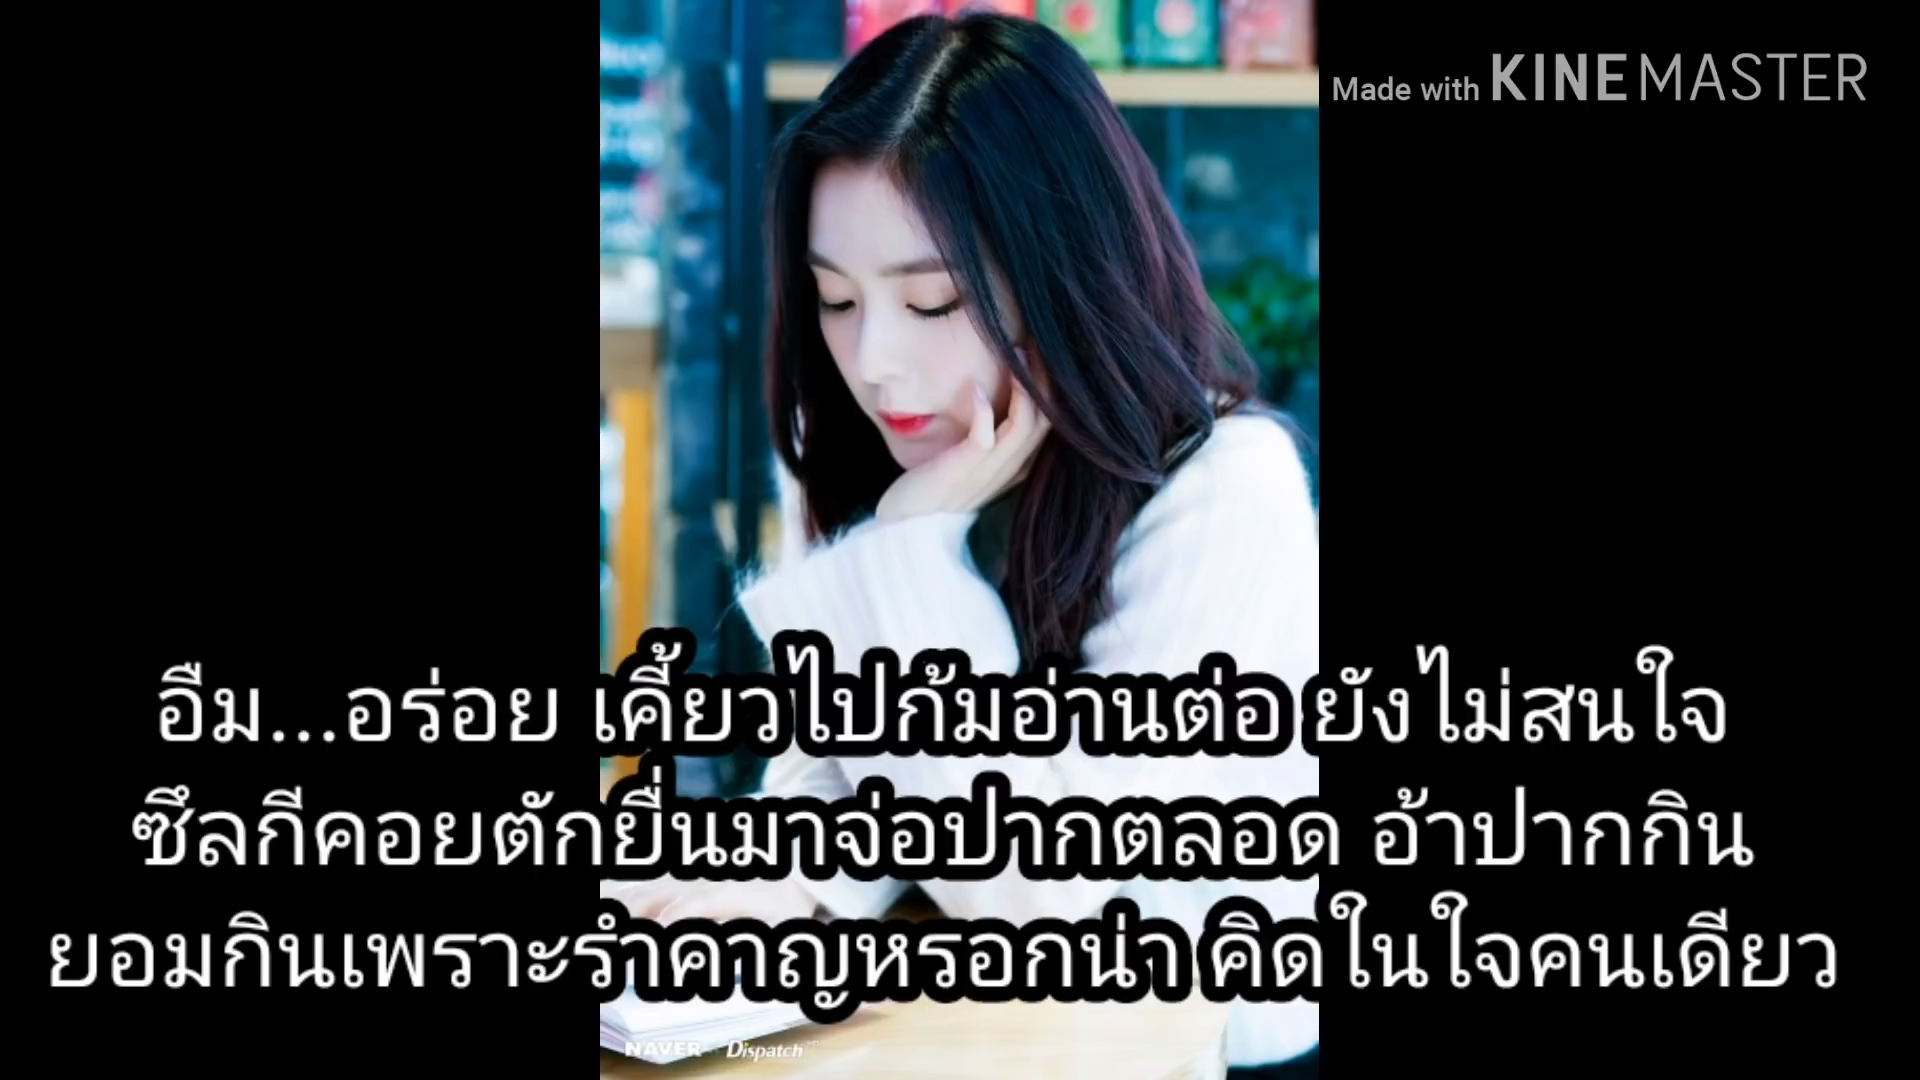 Made with KINEMASTER
อืม...อร่อย เคี้ยวไปก้มอ่านต่อ ยังไม่สนใจ
ซึลกีคอยตักยื่นมาจ่อปากตลอด อ้าปากกิน
ยอมกินเพราะรำคาญหรอกน่า คิดในใจคนเดียว
NAVER Dispatch